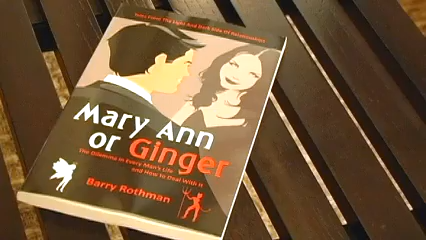 Tales From The Light And Dark Side Of Relationships
Mary Ann
or Ginger
The Dilemma in Every Man's Life
and How to Deal With It
Barry Rothman